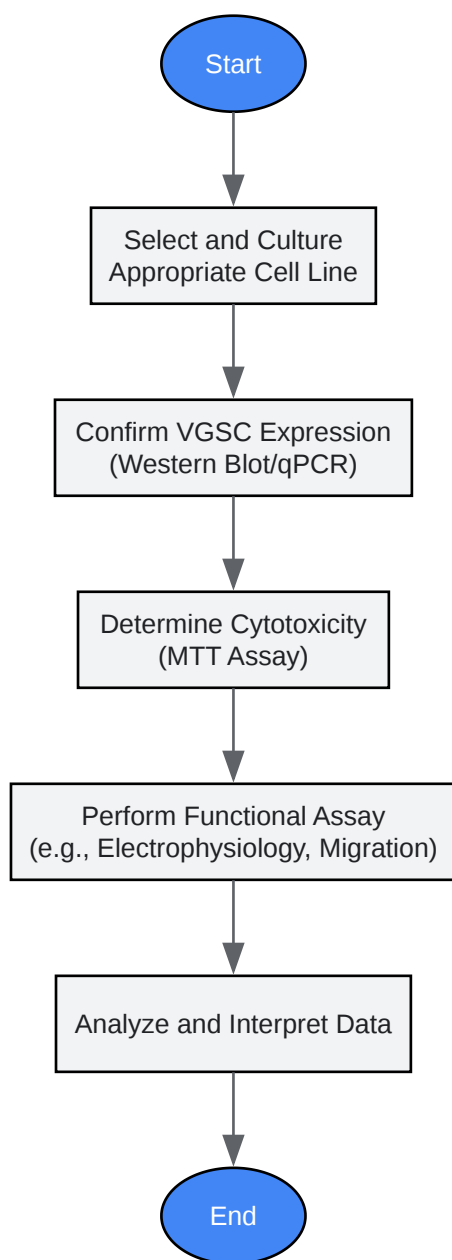 Start
Select and Culture
Appropriate Cell Line
Confirm VGSC Expression
(Western Blot/qPCR)
Determine Cytotoxicity
(MTT Assay)
Perform Functional Assay
(e.g., Electrophysiology, Migration)
Analyze and Interpret Data
End